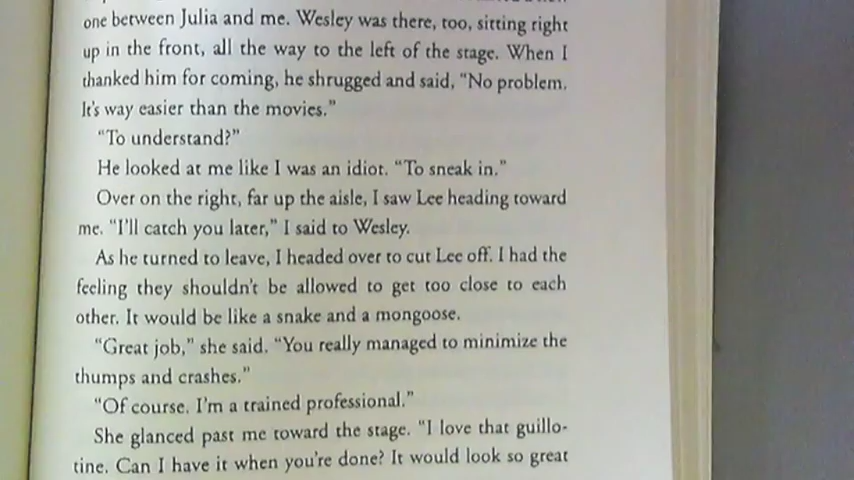 one between Julia and me. Wesley was there, too, sitting right
up in the front, all the way to the left of the stage. When I
thanked him for coming, he shrugged and said, “No problem.
It’s way easier than the movies.”
“To understand?”
He looked at me like I was an idiot. “To sneak in.”
Over on the right, far up the aisle, I saw Lee heading toward
me. “I’ll catch you later,” I said to Wesley.
As he turned to leave, I headed over to cut Lee off. I had the
feeling they shouldn’t be allowed to get too close to each
other. It would be like a snake and a mongoose.
“Great job,” she said. “You really managed to minimize the
thumps and crashes.”
“Of course. I’m a trained professional.”
She glanced past me toward the stage. “I love that guillo-
tine. Can I have it when you’re done? It would look so great